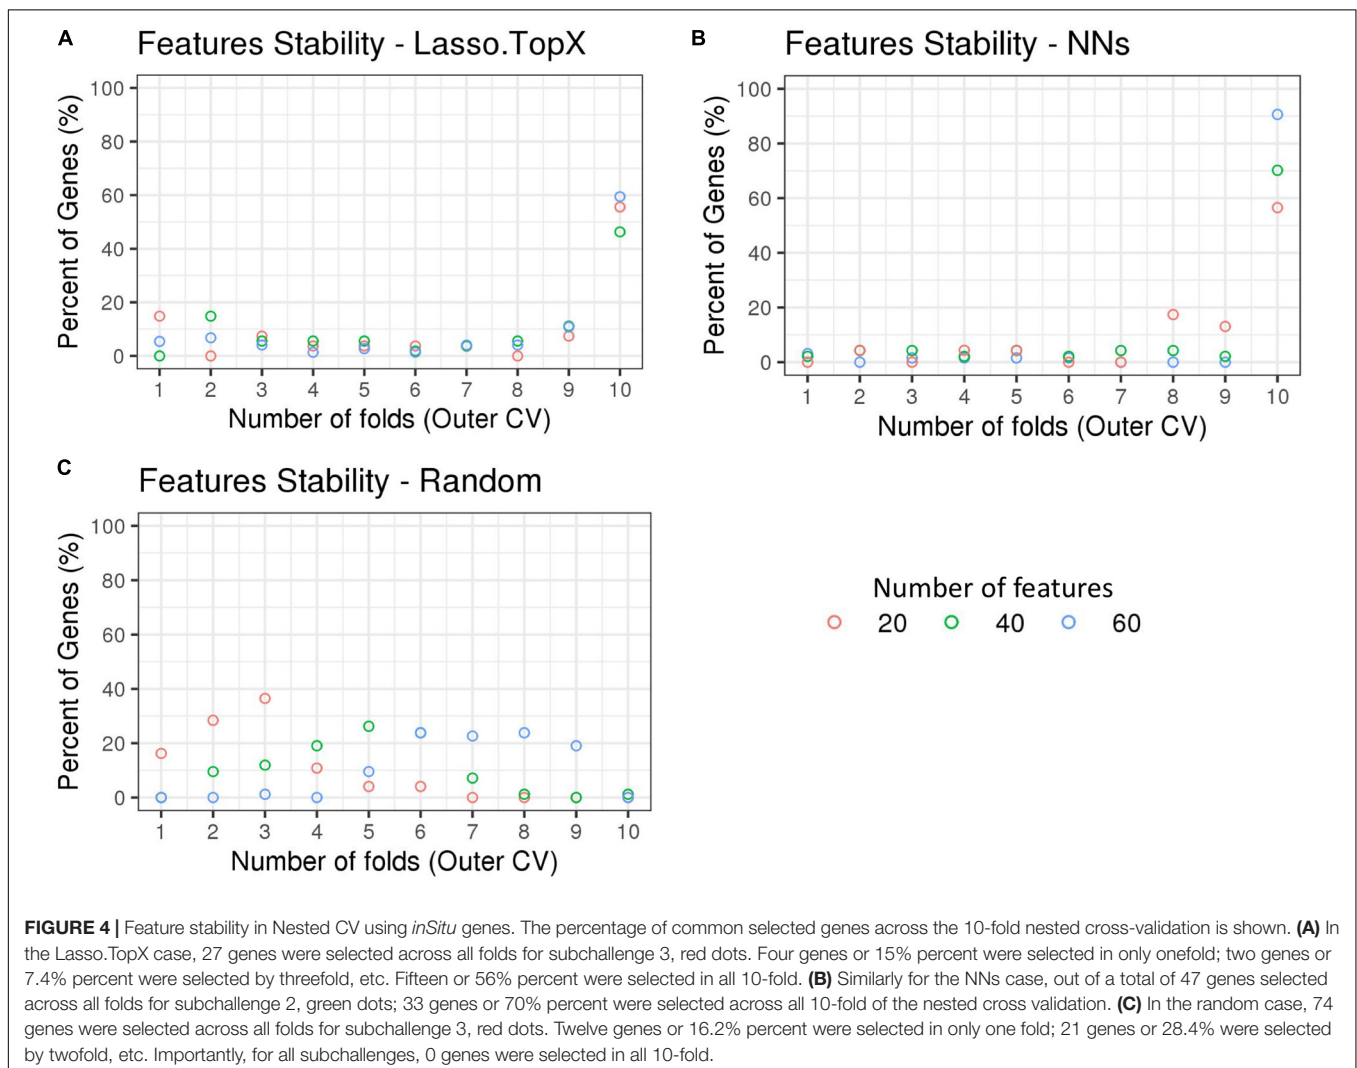 A
Features Stability - Lasso.TopX
Percent of Genes (%)
100
80
60
40
20
0
1 2 3 4 5 6 7 8 9 10
Number of folds (Outer CV)
B
Features Stability - NNs
Percent of Genes (%)
100
80
60
40
20
0
1 2 3 4 5 6 7 8 9 10
Number of folds (Outer CV)
C
Features Stability - Random
Percent of Genes (%)
100
80
60
40
20
0
1 2 3 4 5 6 7 8 9 10
Number of folds (Outer CV)
Number of features
20 40 60
FIGURE 4 | Feature stability in Nested CV using inSitu genes. The percentage of common selected genes across the 10-fold nested cross-validation is shown. (A) In
the Lasso.TopX case, 27 genes were selected across all folds for subchallenge 3, red dots. Four genes or 15% percent were selected in only onefold; two genes or
7.4% percent were selected by threefold, etc. Fifteen or 56% percent were selected in all 10-fold. (B) Similarly for the NNs case, out of a total of 47 genes selected
across all folds for subchallenge 2, green dots; 33 genes or 70% percent were selected across all 10-fold of the nested cross validation. (C) In the random case, 74
genes were selected across all folds for subchallenge 3, red dots. Twelve genes or 16.2% percent were selected in only one fold; 21 genes or 28.4% were selected
by twofold, etc. Importantly, for all subchallenges, 0 genes were selected in all 10-fold.